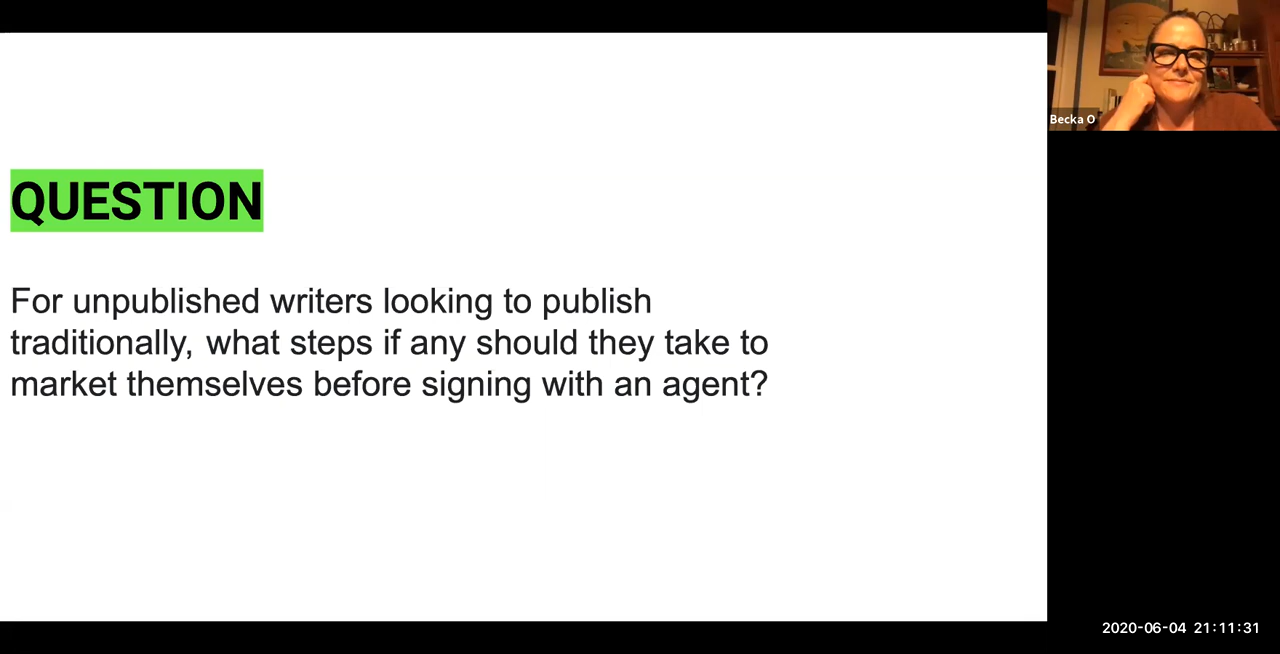 QUESTION
For unpublished writers looking to publish
traditionally, what steps if any should they take to
market themselves before signing with an agent?
Becka O
2020-06-04 21:11:31